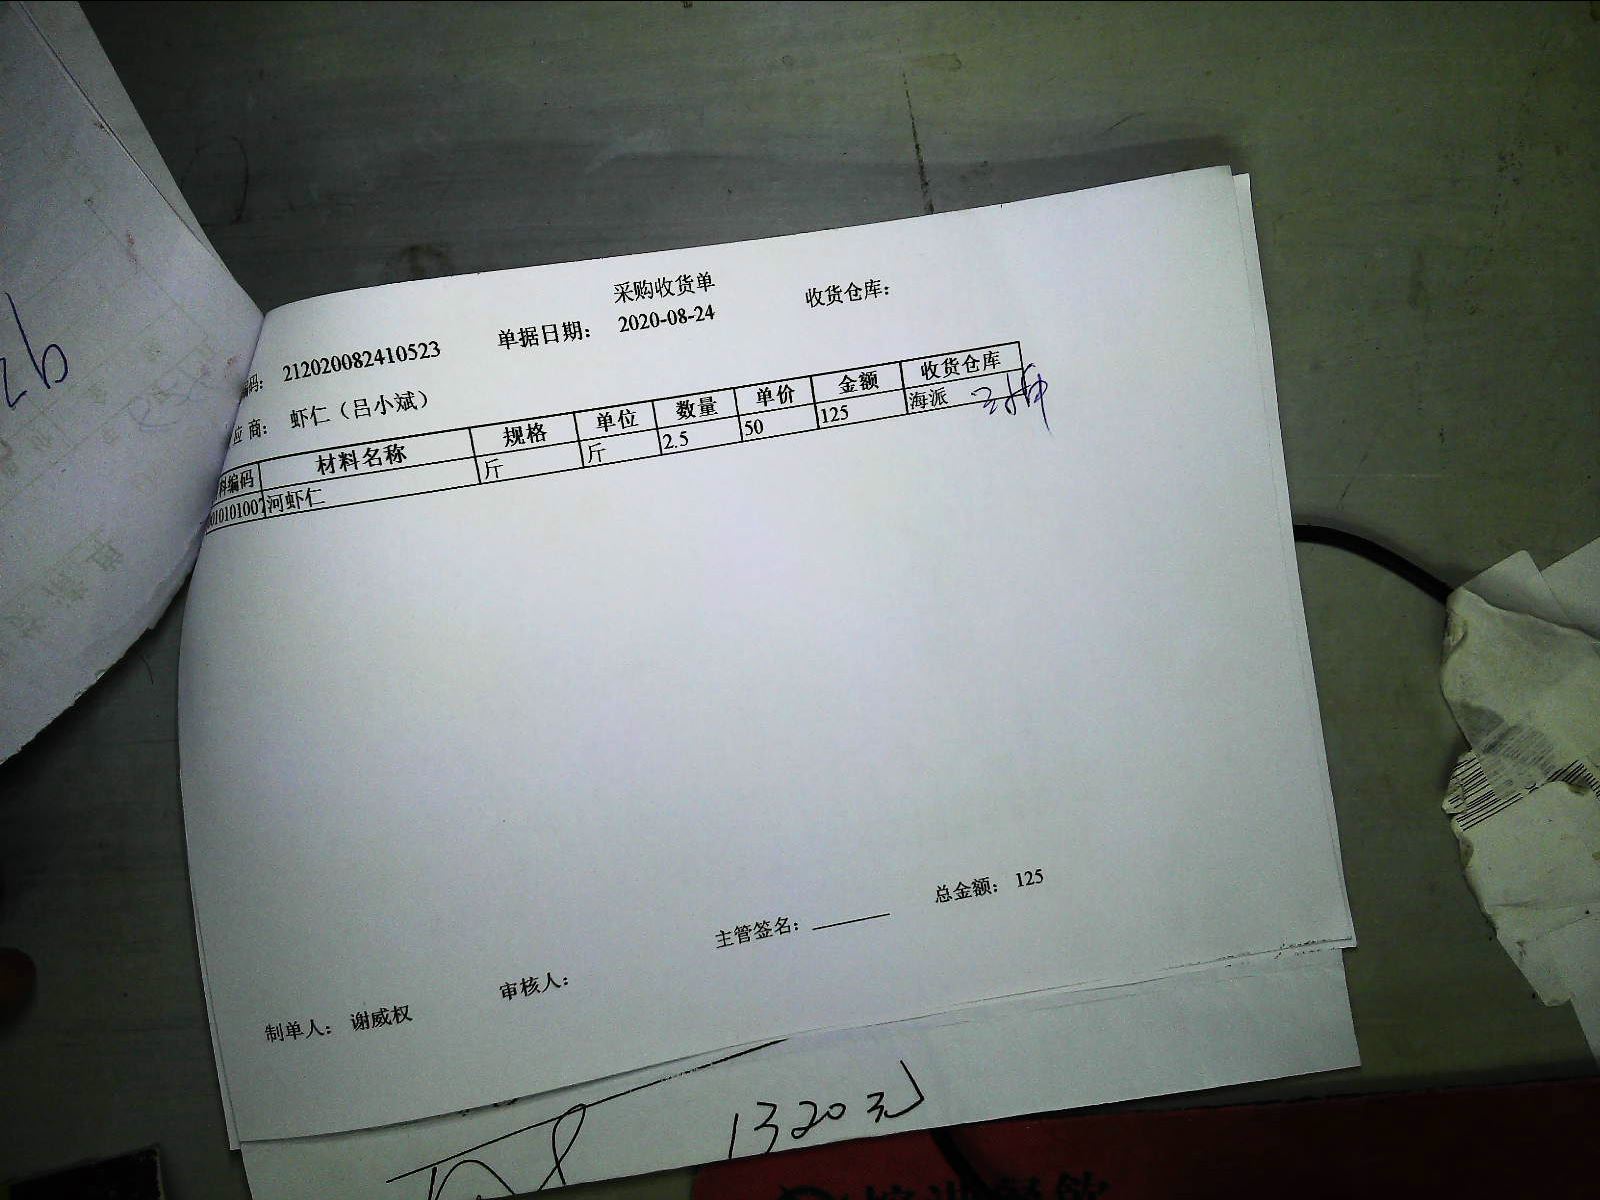 采购收货单
编码： 212020082410523 单据日期： 2020-08-24 收货仓库：
应 商： 虾仁（吕小斌）
料编码 材料名称 规格 单位 数量 单价 金额 收货仓库
0101007 河虾仁 斤 斤 2.5 50 125 海派
主管签名： 总金额： 125
制单人： 谢威权 审核人：
1320元